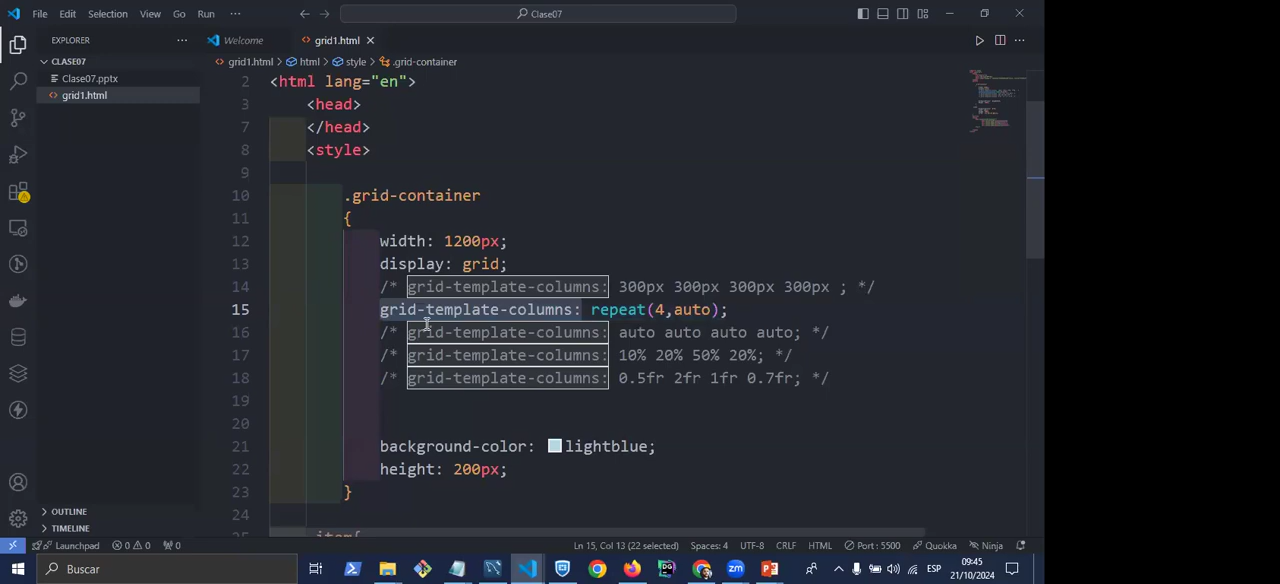 File Edit Selection View Go Run ··· Clase07
EXPLORER ··· Welcome grid1.html
CLASE07
grid1.html > html > style > .grid-container
Clase07.pptx
grid1.html
2 <html lang="en">
3 <head>
7 </head>
8 <style>
9
10 .grid-container
11 {
12 width: 1200px;
13 display: grid;
14 /* grid-template-columns: 300px 300px 300px 300px ; */
15 grid-template-columns: repeat(4,auto);
16 /* grid-template-columns: auto auto auto auto; */
17 /* grid-template-columns: 10% 20% 50% 20%; */
18 /* grid-template-columns: 0.5fr 2fr 1fr 0.7fr; */
19
20
21 background-color: lightblue;
22 height: 200px;
23 }
24
OUTLINE
TIMELINE
Launchpad 0 0 0 Ln 15, Col 13 (22 selected) Spaces: 4 UTF-8 CRLF HTML Port : 5500 Quokka Ninja
Buscar ESP 09:45
21/10/2024